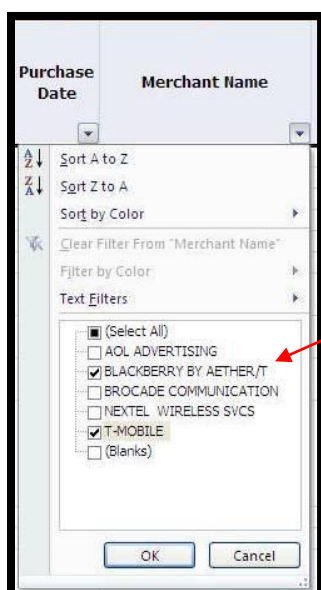 Purchase
Date
Merchant Name
Sort A to Z
Sort Z to A
Sort by Color
Clear Filter From "Merchant Name"
Filter by Color
Text Filters
(Select All)
AOL ADVERTISING
BLACKBERRY BY AETHER/T
BROCADE COMMUNICATION
NEXTEL WIRELESS SVCS
T-MOBILE
(Blanks)
OK
Cancel